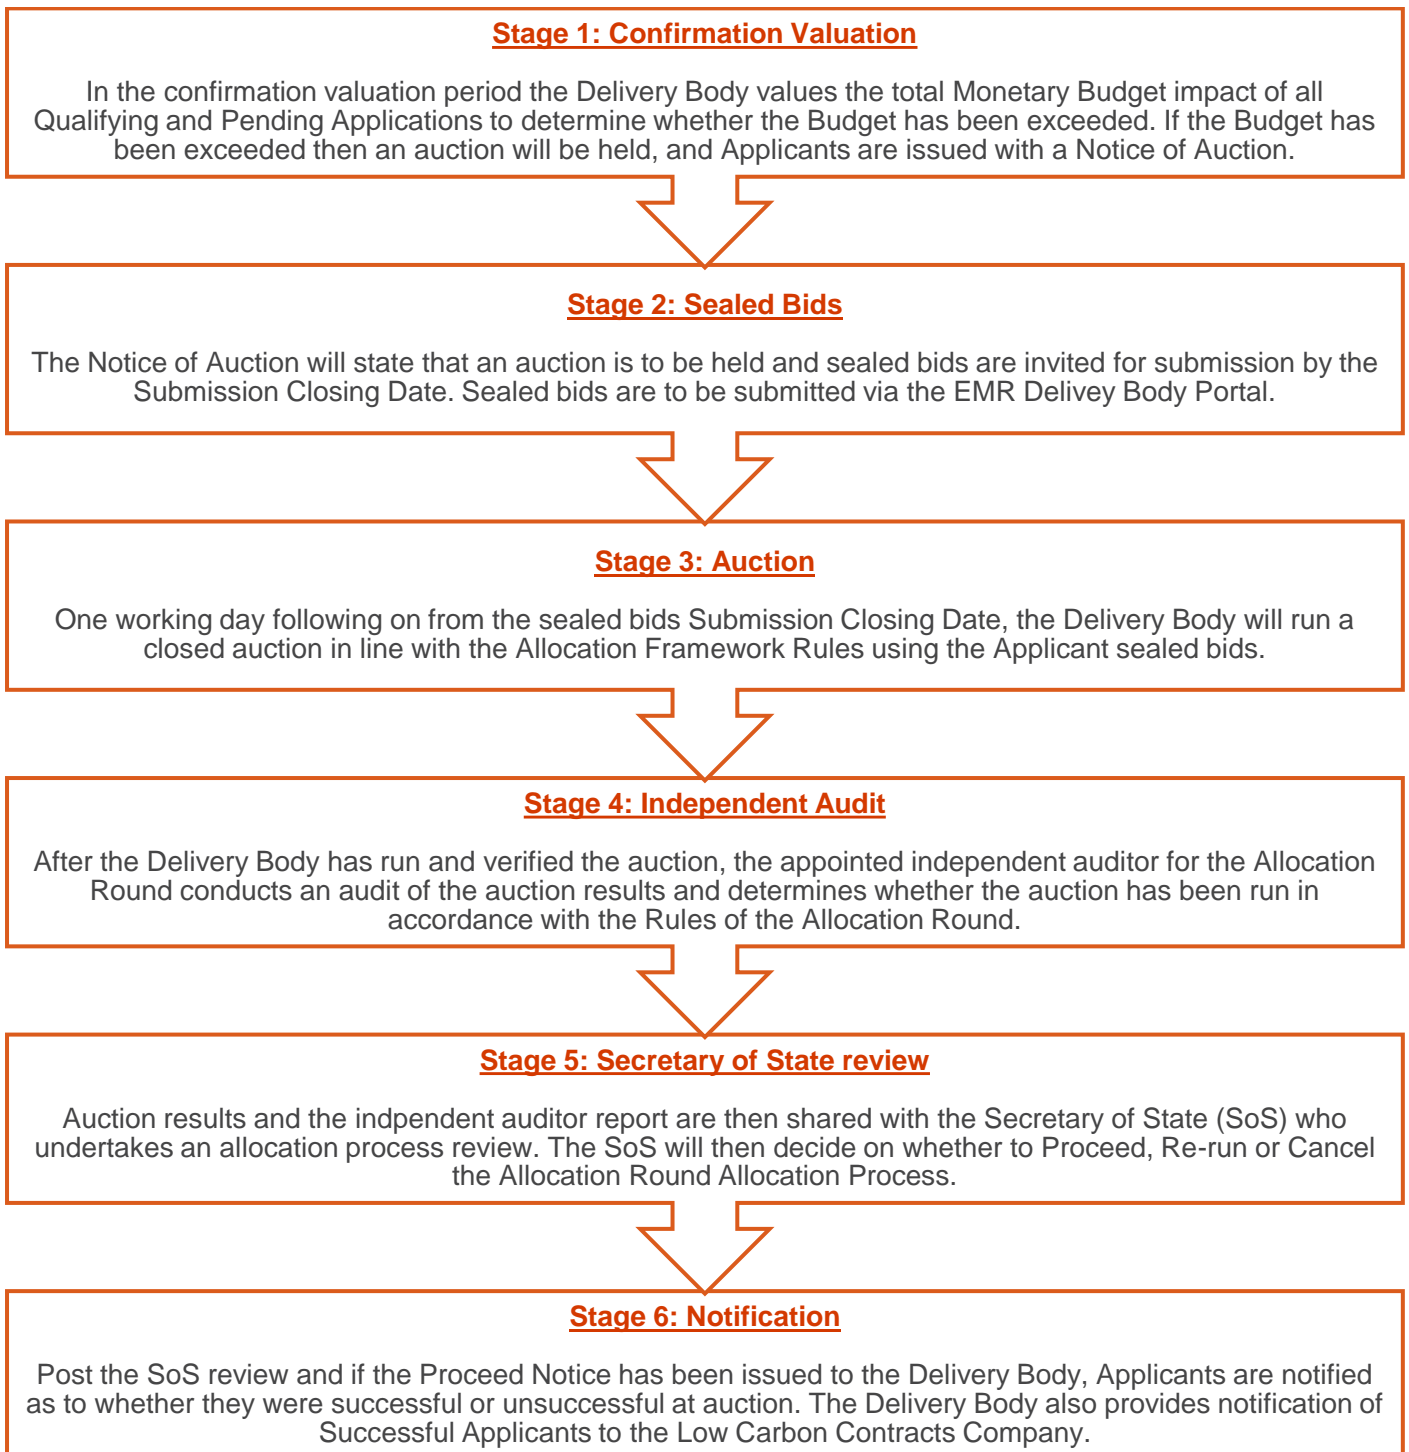 Stage 1: Confirmation Valuation
In the confirmation valuation period the Delivery Body values the total Monetary Budget impact of all
Qualifying and Pending Applications to determine whether the Budget has been exceeded. If the Budget has
been exceeded then an auction will be held, and Applicants are issued with a Notice of Auction.
Stage 2: Sealed Bids
The Notice of Auction will state that an auction is to be held and sealed bids are invited for submission by the
Submission Closing Date. Sealed bids are to be submitted via the EMR Delivey Body Portal.
Stage 3: Auction
One working day following on from the sealed bids Submission Closing Date, the Delivery Body will run a
closed auction in line with the Allocation Framework Rules using the Applicant sealed bids.
Stage 4: Independent Audit
After the Delivery Body has run and verified the auction, the appointed independent auditor for the Allocation
Round conducts an audit of the auction results and determines whether the auction has been run in
accordance with the Rules of the Allocation Round.
Stage 5: Secretary of State review
Auction results and the indpendent auditor report are then shared with the Secretary of State (SoS) who
undertakes an allocation process review. The SoS will then decide on whether to Proceed, Re-run or Cancel
the Allocation Round Allocation Process.
Stage 6: Notification
Post the SoS review and if the Proceed Notice has been issued to the Delivery Body, Applicants are notified
as to whether they were successful or unsuccessful at auction. The Delivery Body also provides notification of
Successful Applicants to the Low Carbon Contracts Company.